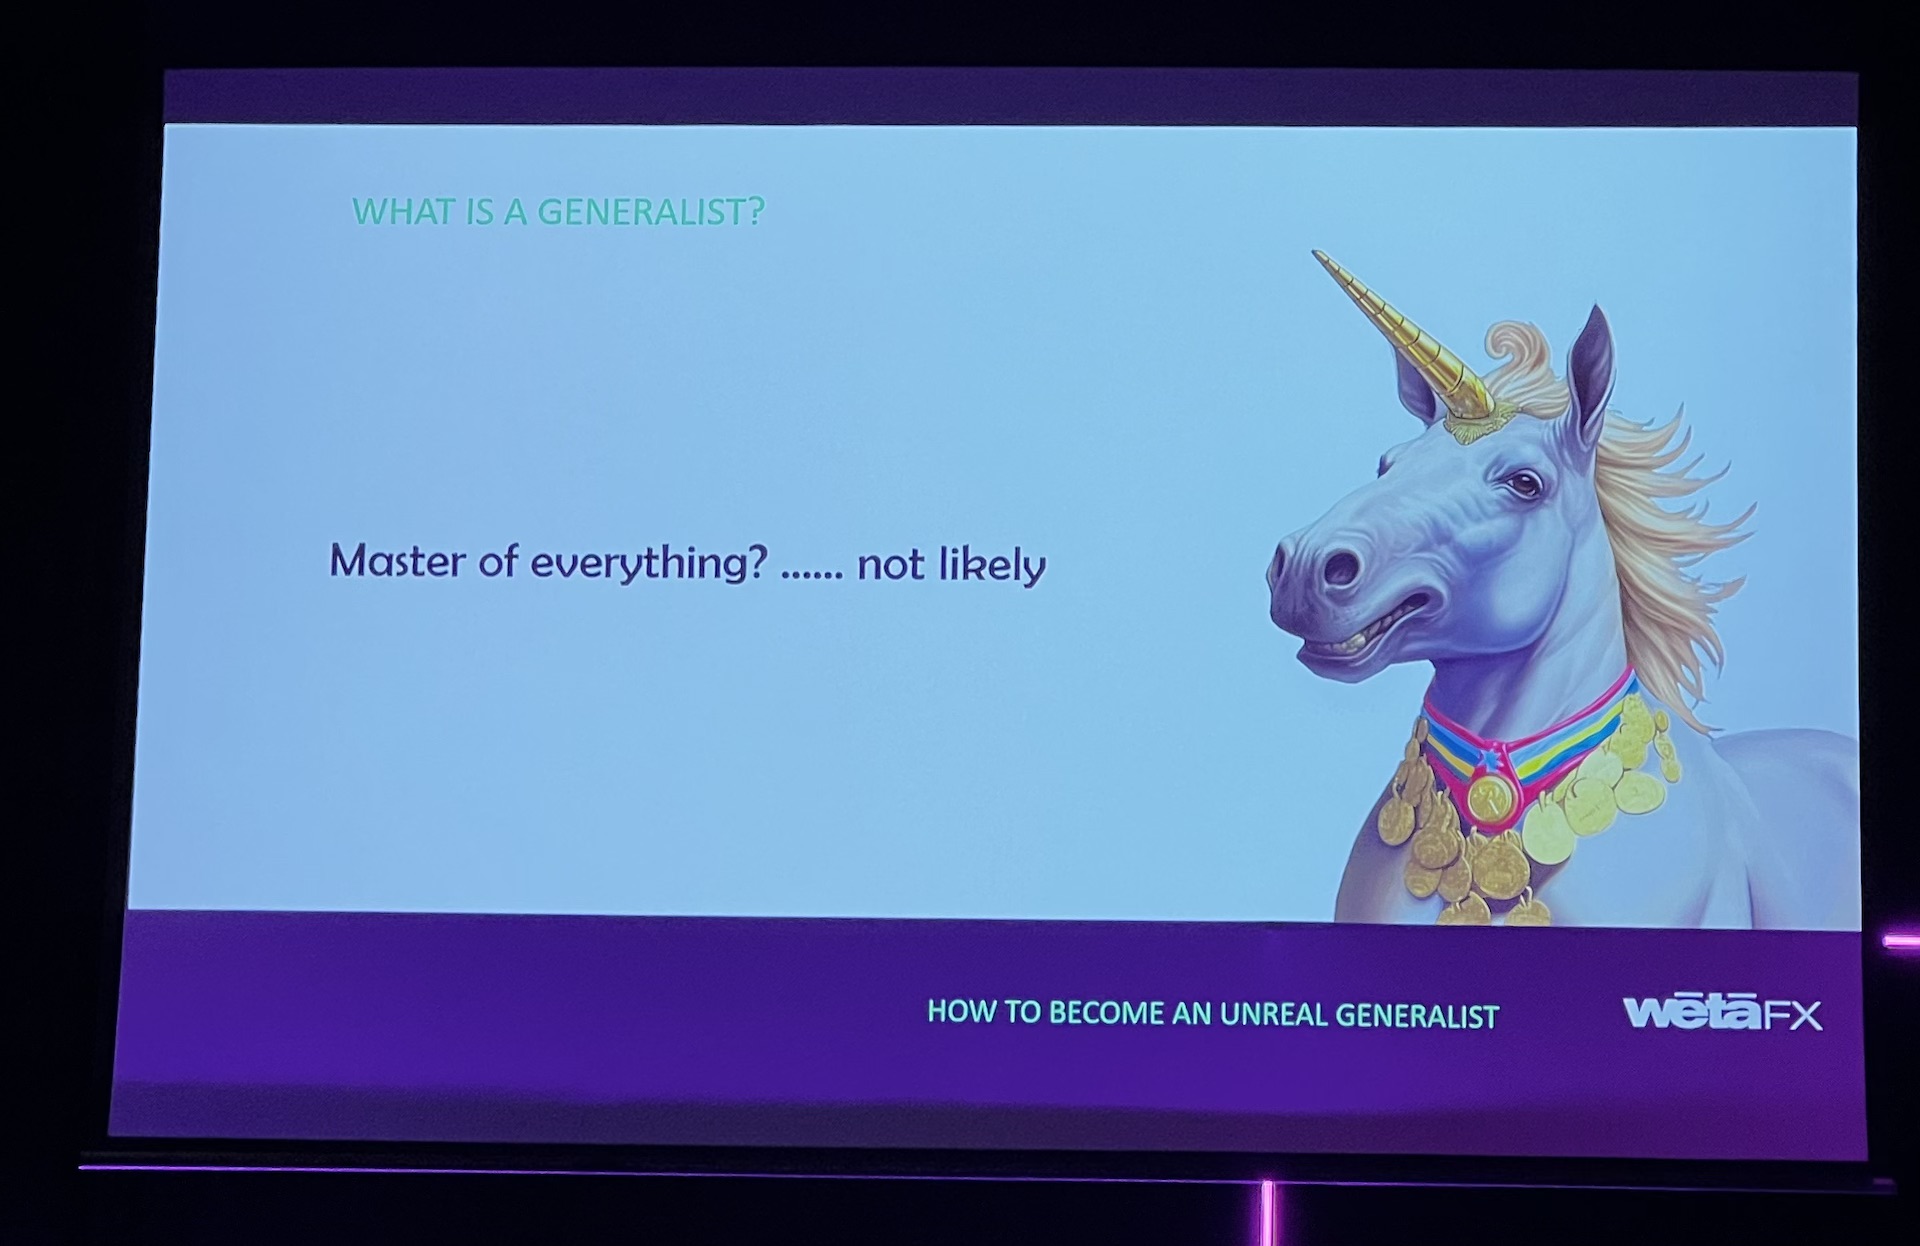 WHAT IS A GENERALIST?
Master of everything? ...... not likely
HOW TO BECOME AN UNREAL GENERALIST
wētāFX